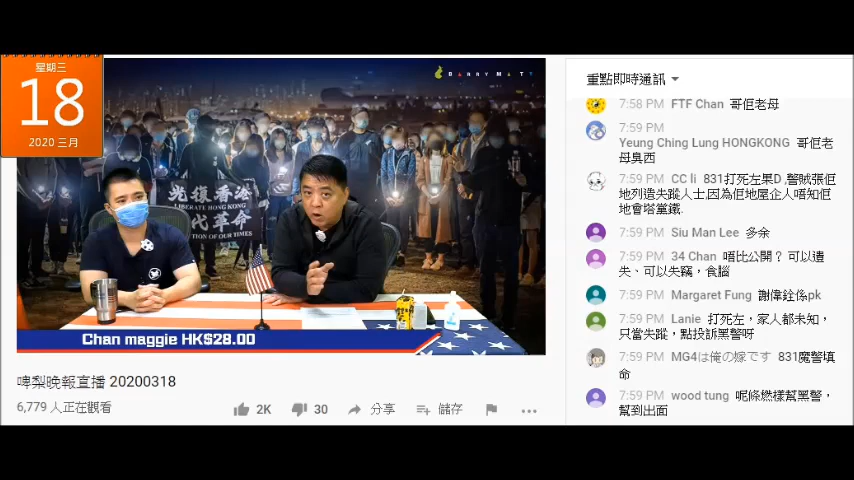 星期三
18
2020 三月
BARRY MATT
光復香港
LIBERATE HONG KONG
代革命
TION OF OUR TIMES
Chan maggie HK$28.00
啤梨晚報直播 20200318
6,779 人正在觀看
2K
30
分享
儲存
重點即時通訊
7:58 PM FTF Chan 哥佢老母
7:59 PM
Yeung Ching Lung HONGKONG 哥佢老
母臭西
7:59 PM CC li 831打死左果D ,警賊張佢
地列造失蹤人士,因為佢地屋企人唔知佢
地會塔黨鐵.
7:59 PM Siu Man Lee 多余
7:59 PM 34 Chan 唔比公開？ 可以遺
失、可以失竊，食腦
7:59 PM Margaret Fung 謝偉銓係pk
7:59 PM Lanie 打死左，家人都未知，
只當失蹤，點投訴黑警呀
7:59 PM MG4は俺の嫁です 831魔警填
命
7:59 PM wood tung 呢條撚樣幫黑警，
幫到出面